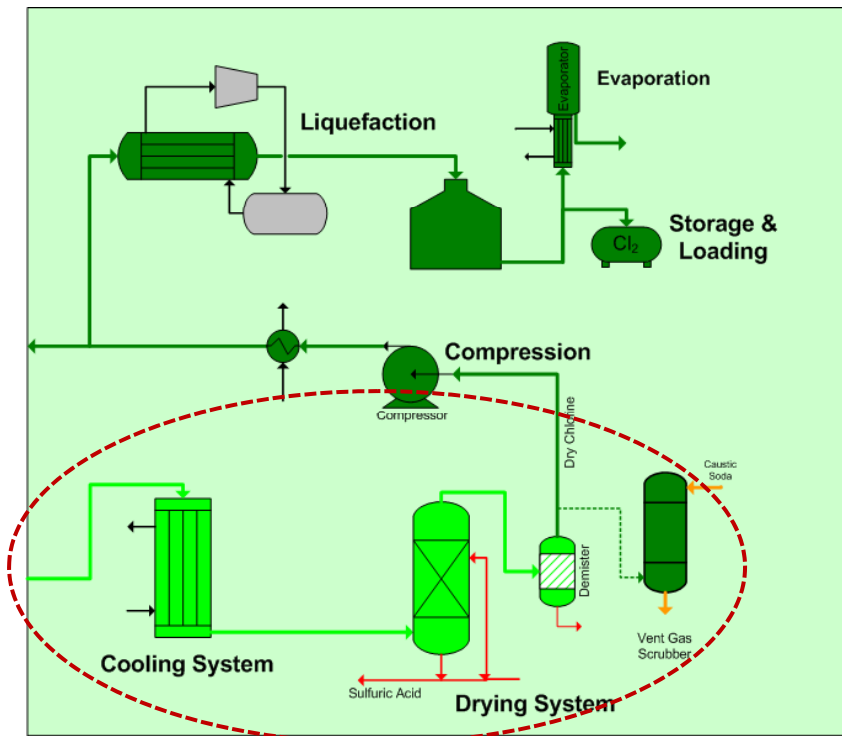 Evaporation
Evaporator
Liquefaction
Storage &
Loading
Cl₂
Compression
Compressor
Dry Chlorine
Caustic
Soda
Demister
Vent Gas
Scrubber
Cooling System
Sulfuric Acid
Drying System